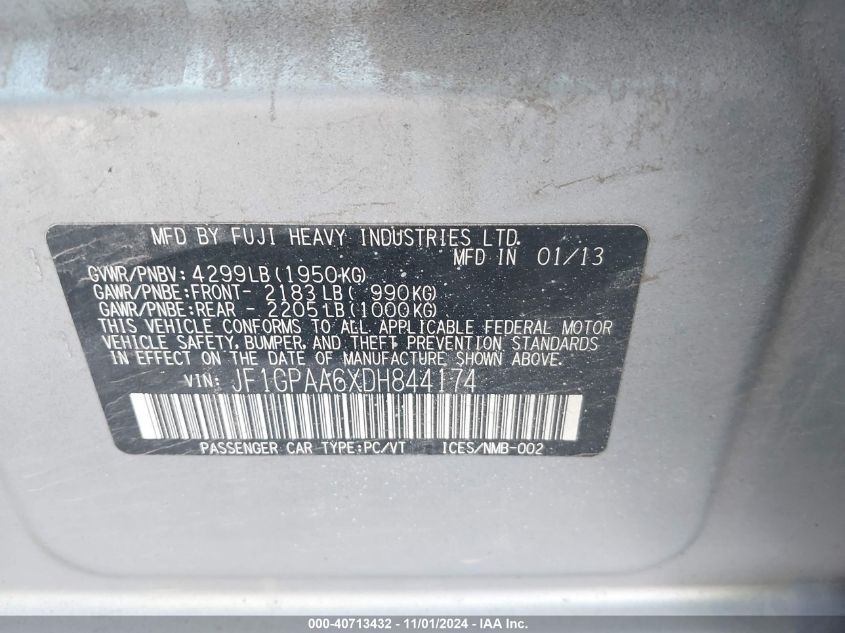 MFD BY FUJI HEAVY INDUSTRIES LTD.
MFD IN 01/13
GVWR/PNBV: 4299LB(1950KG)
GAWR/PNBE:FRONT- 2183LB( 990KG)
GAWR/PNBE:REAR - 2205LB(1000KG)
THIS VEHICLE CONFORMS TO ALL APPLICABLE FEDERAL MOTOR
VEHICLE SAFETY, BUMPER, AND THEFT PREVENTION STANDARDS
IN EFFECT ON THE DATE OF MANUFACTURE SHOWN ABOVE.
VIN: JF1GPAA6XDH844174
PASSENGER CAR TYPE:PC/VT ICES/NMB-002
000-40713432 - 11/01/2024 - IAA, Inc.